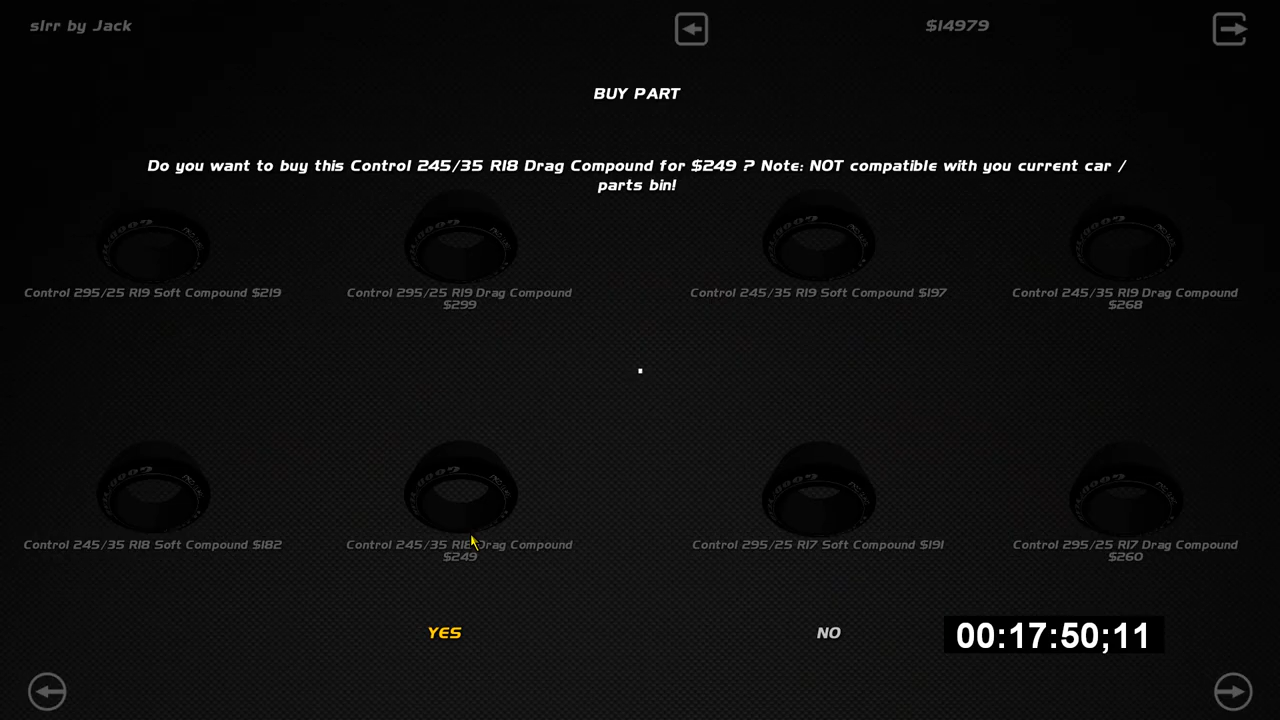 slrr by Jack
$14979
BUY PART
Do you want to buy this Control 245/35 R18 Drag Compound for $249 ? Note: NOT compatible with you current car /
parts bin!
Control 295/25 R19 Soft Compound $219
Control 295/25 R19 Drag Compound
$299
Control 245/35 R19 Soft Compound $197
Control 245/35 R19 Drag Compound
$268
Control 245/35 R18 Soft Compound $182
Control 245/35 R18 Drag Compound
$249
Control 295/25 R17 Soft Compound $191
Control 295/25 R17 Drag Compound
$260
YES
NO
00:17:50;11